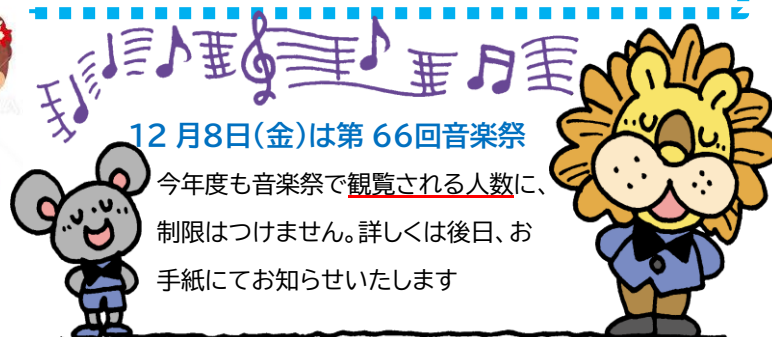 12月8日(金)は第66回音楽祭
今年度も音楽祭で観覧される人数に、
制限はつけません。詳しくは後日、お
手紙にてお知らせいたします